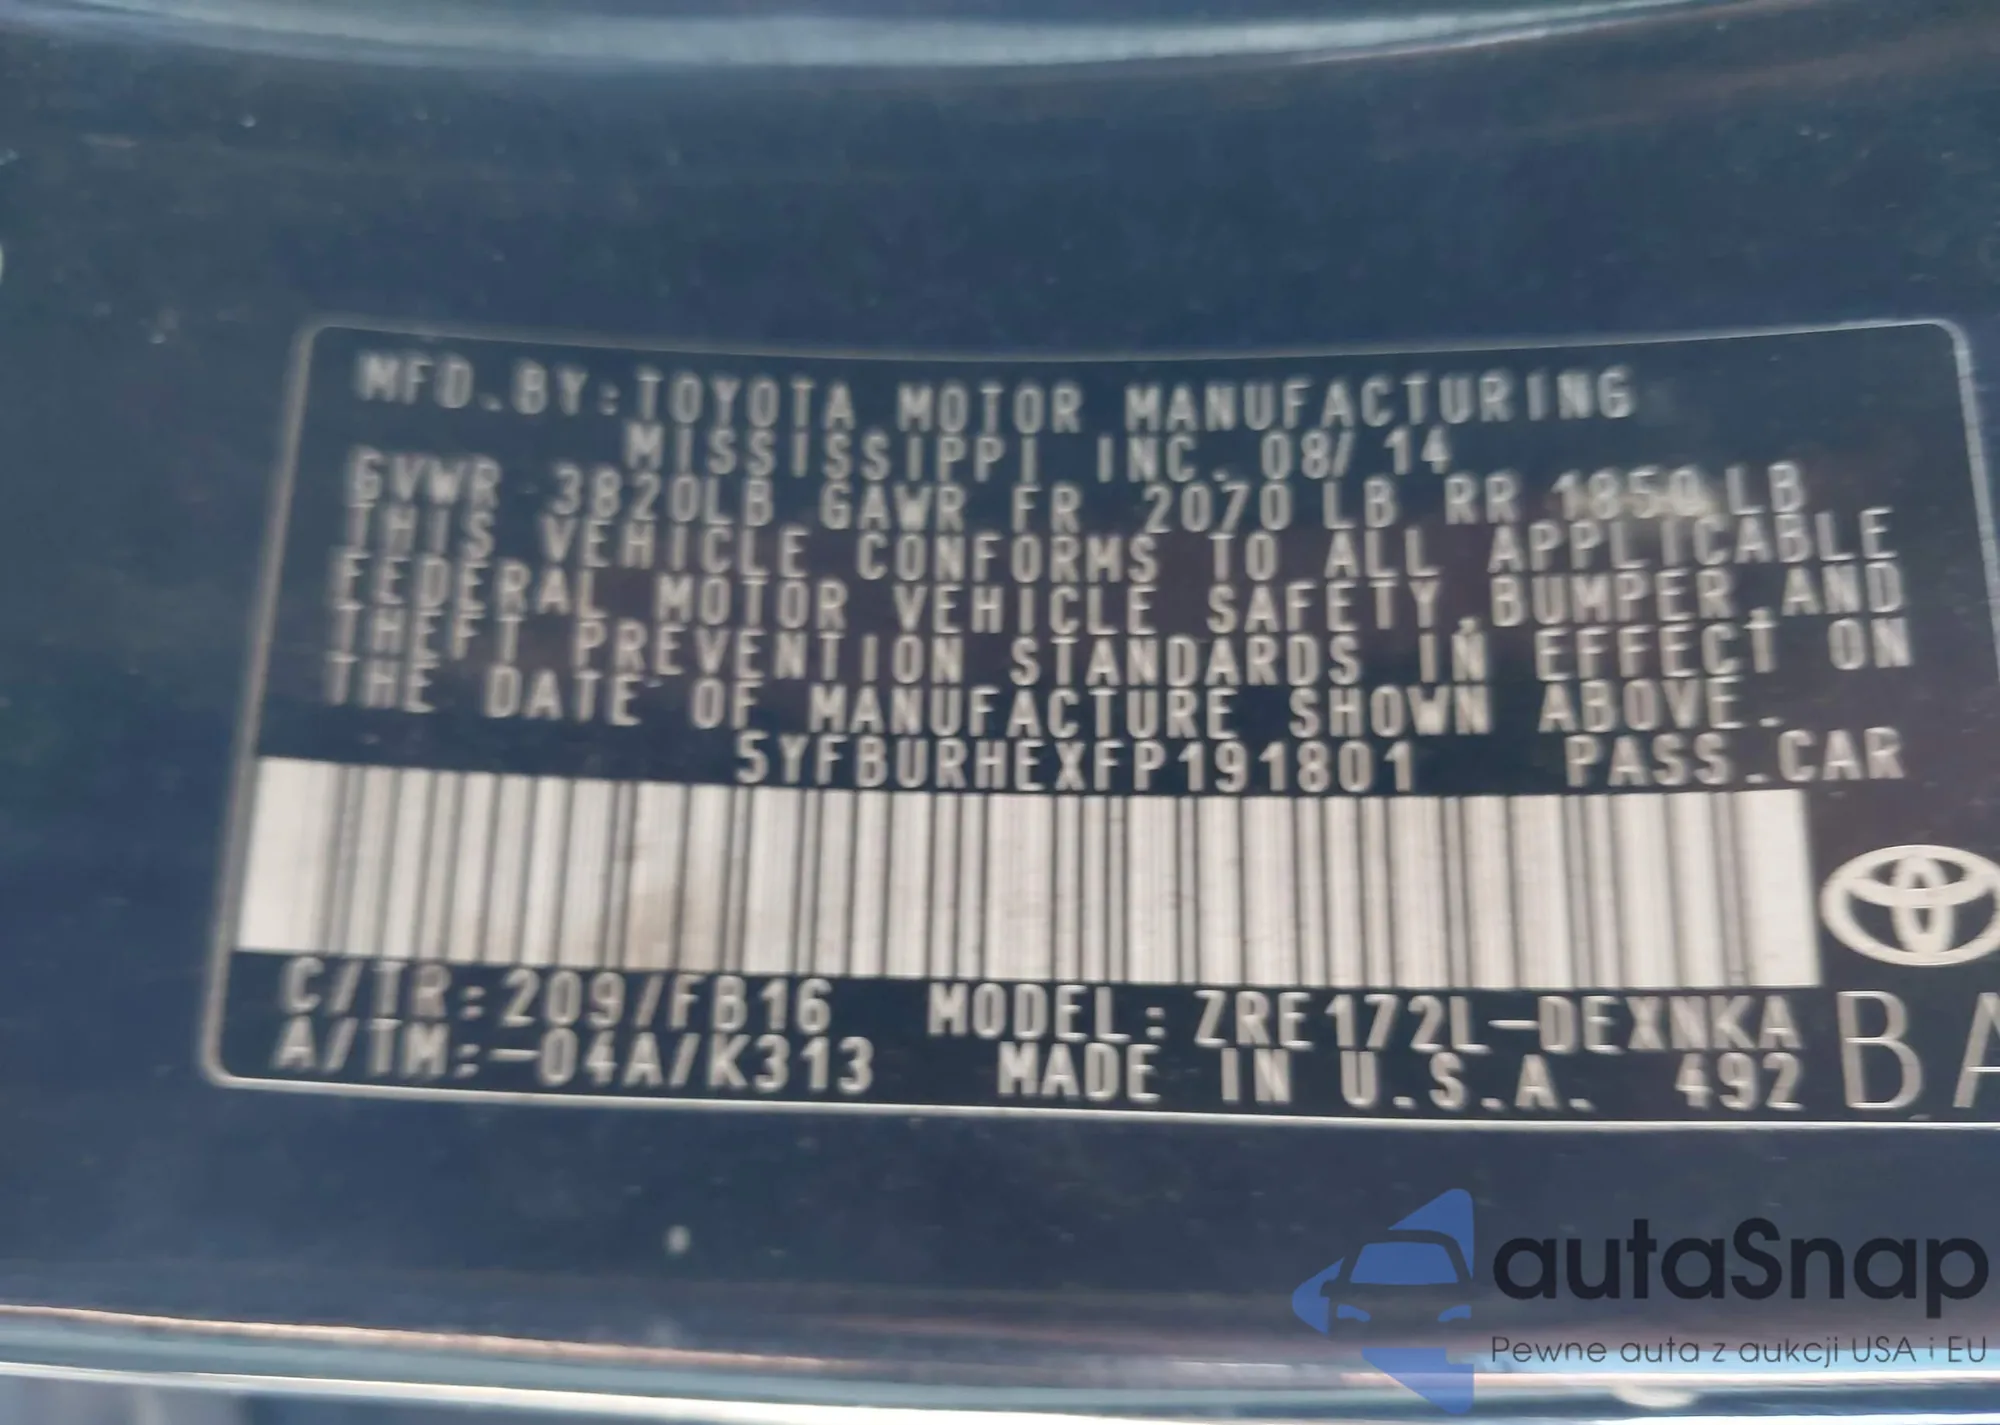 MFD.BY:TOYOTA MOTOR MANUFACTURING
MISSISSIPPI INC. 08/14
GVWR 3820LB GAWR FR 2070LB RR 1850LB
THIS VEHICLE CONFORMS TO ALL APPLICABLE
FEDERAL MOTOR VEHICLE SAFETY,BUMPER,AND
THEFT PREVENTION STANDARDS IN EFFECT ON
THE DATE OF MANUFACTURE SHOWN ABOVE.
5YFBURHEXFP191801 PASS.CAR
C/TR:209/FB16 MODEL:ZRE172L-DEXNKA
A/TM:-04A/K313 MADE IN U.S.A. 492
BA
autaSnap
Pewne auta z aukcji USA i EU